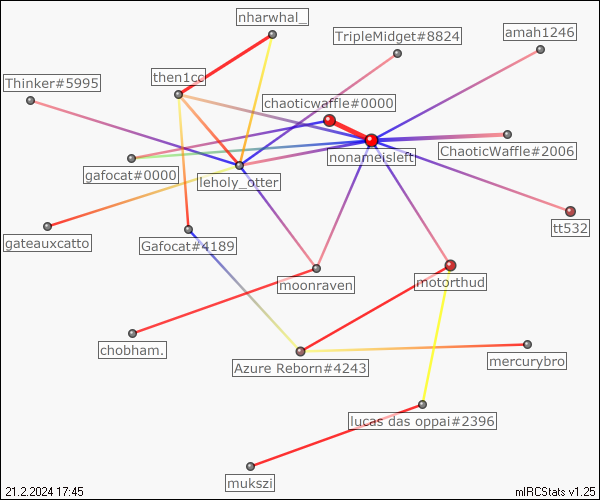 nharwhal_
TripleMidget#8824
amah1246
Thinker#5995
then1cc
chaoticwaffle#0000
nonameisleft
ChaoticWaffle#2006
gafocat#0000
leholy_otter
tt532
gateauxcatto
Gafocat#4189
moonraven
motorthud
chobham.
mercurybro
Azure Reborn#4243
lucas das oppai#2396
mukszi
21.2.2024 17:45
mIRCStats v1.25